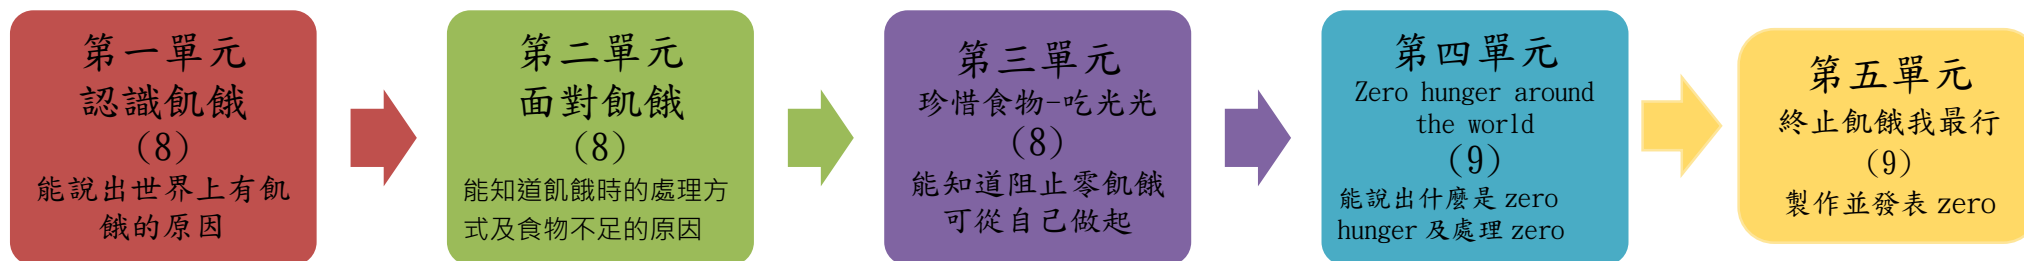 第一單元
認識飢餓
(8)
能說出世界上有飢
餓的原因
第二單元
面對飢餓
(8)
能知道飢餓時的處理方
式及食物不足的原因
第三單元
珍惜食物-吃光光
(8)
能知道阻止零飢餓
可從自己做起
第四單元
Zero hunger around
the world
(9)
能說出什麼是 zero
hunger 及處理 zero
第五單元
終止飢餓我最行
(9)
製作並發表 zero